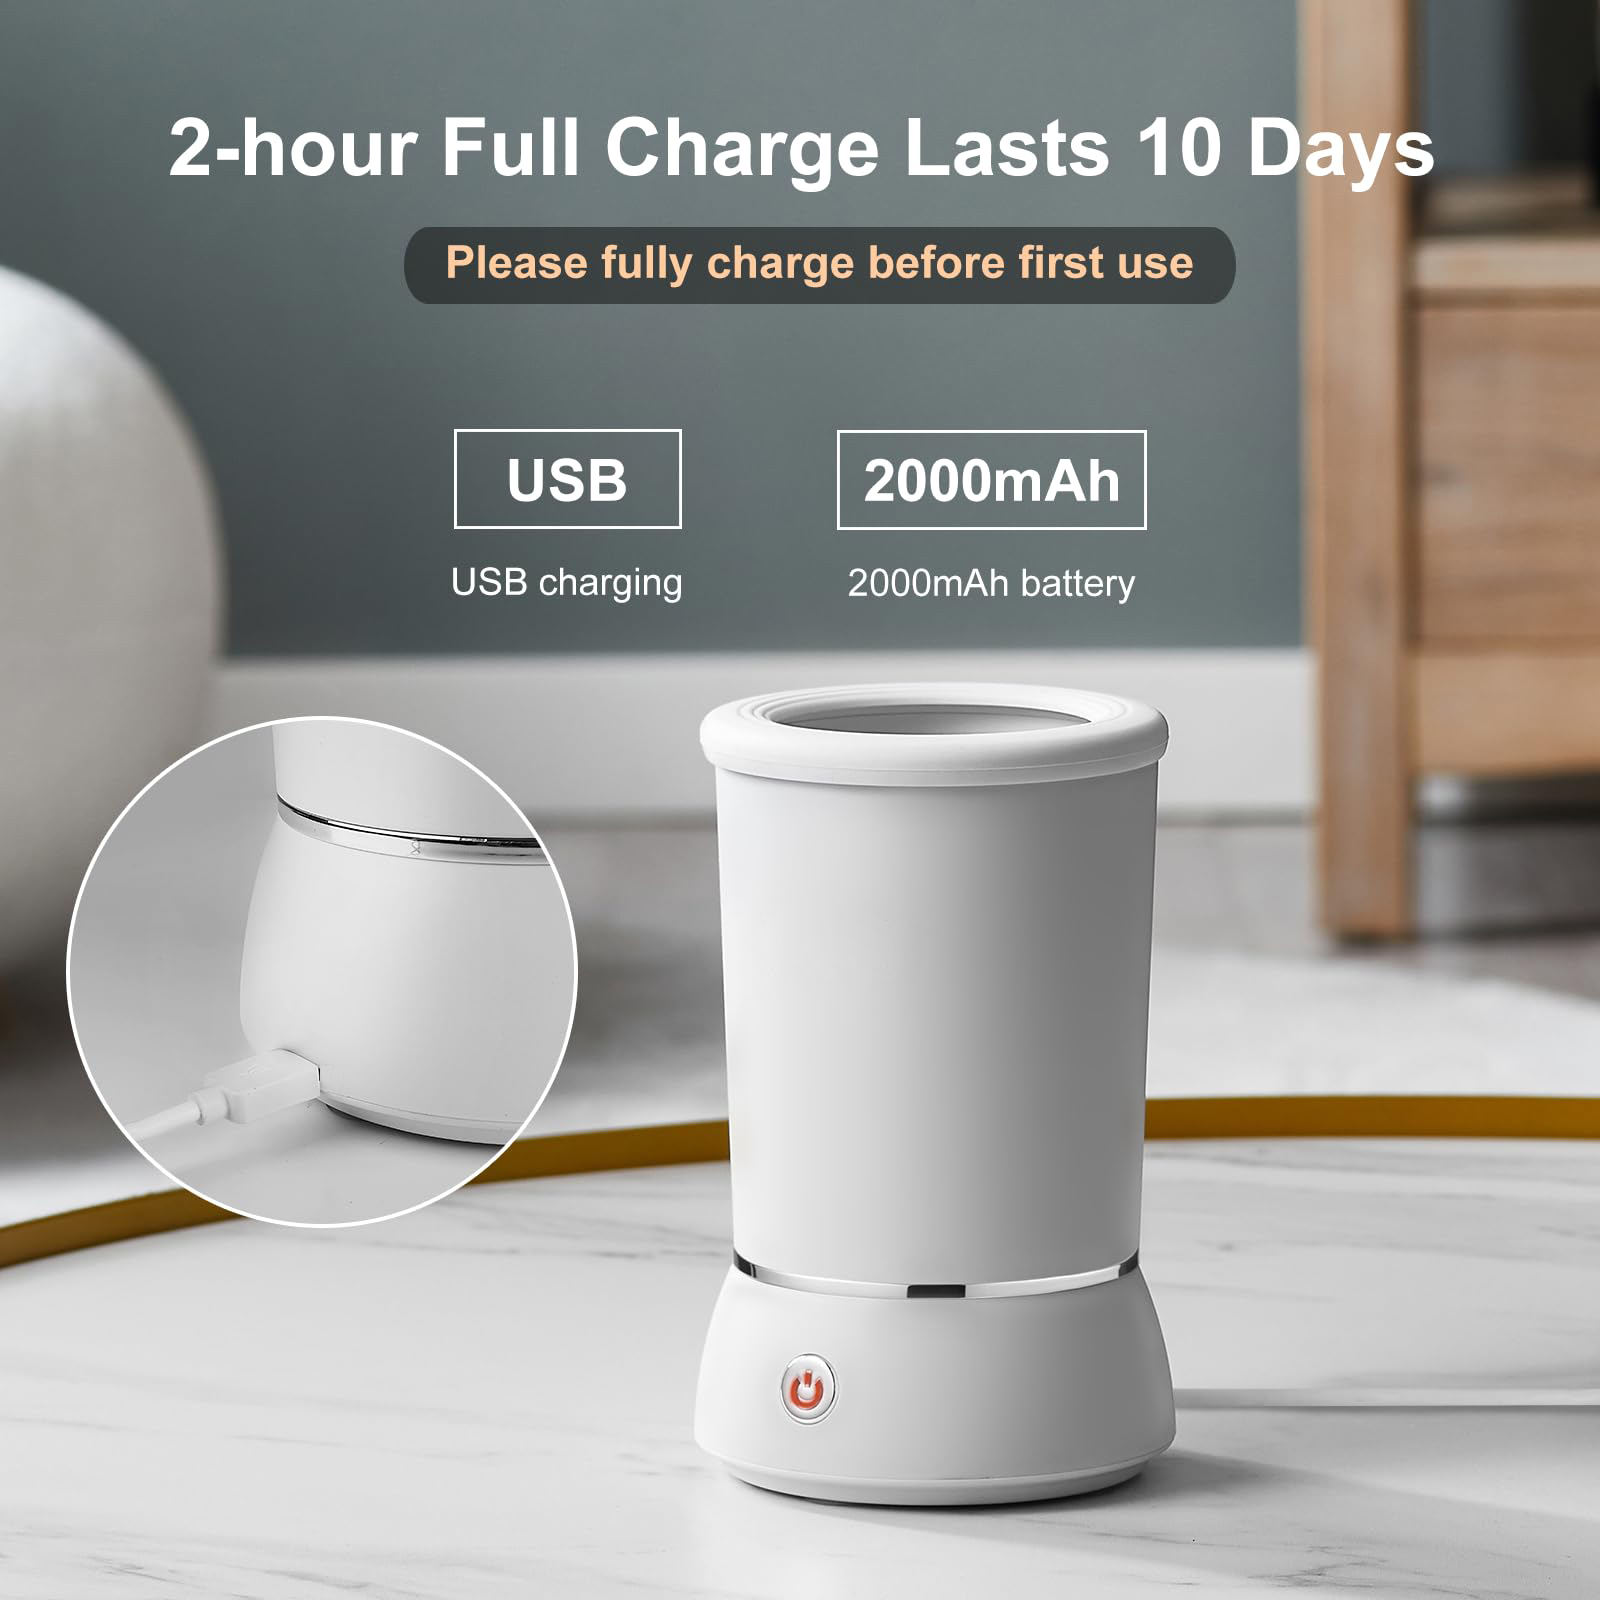 2-hour Full Charge Lasts 10 Days
Please fully charge before first use
USB
2000mAh
USB charging
2000mAh battery